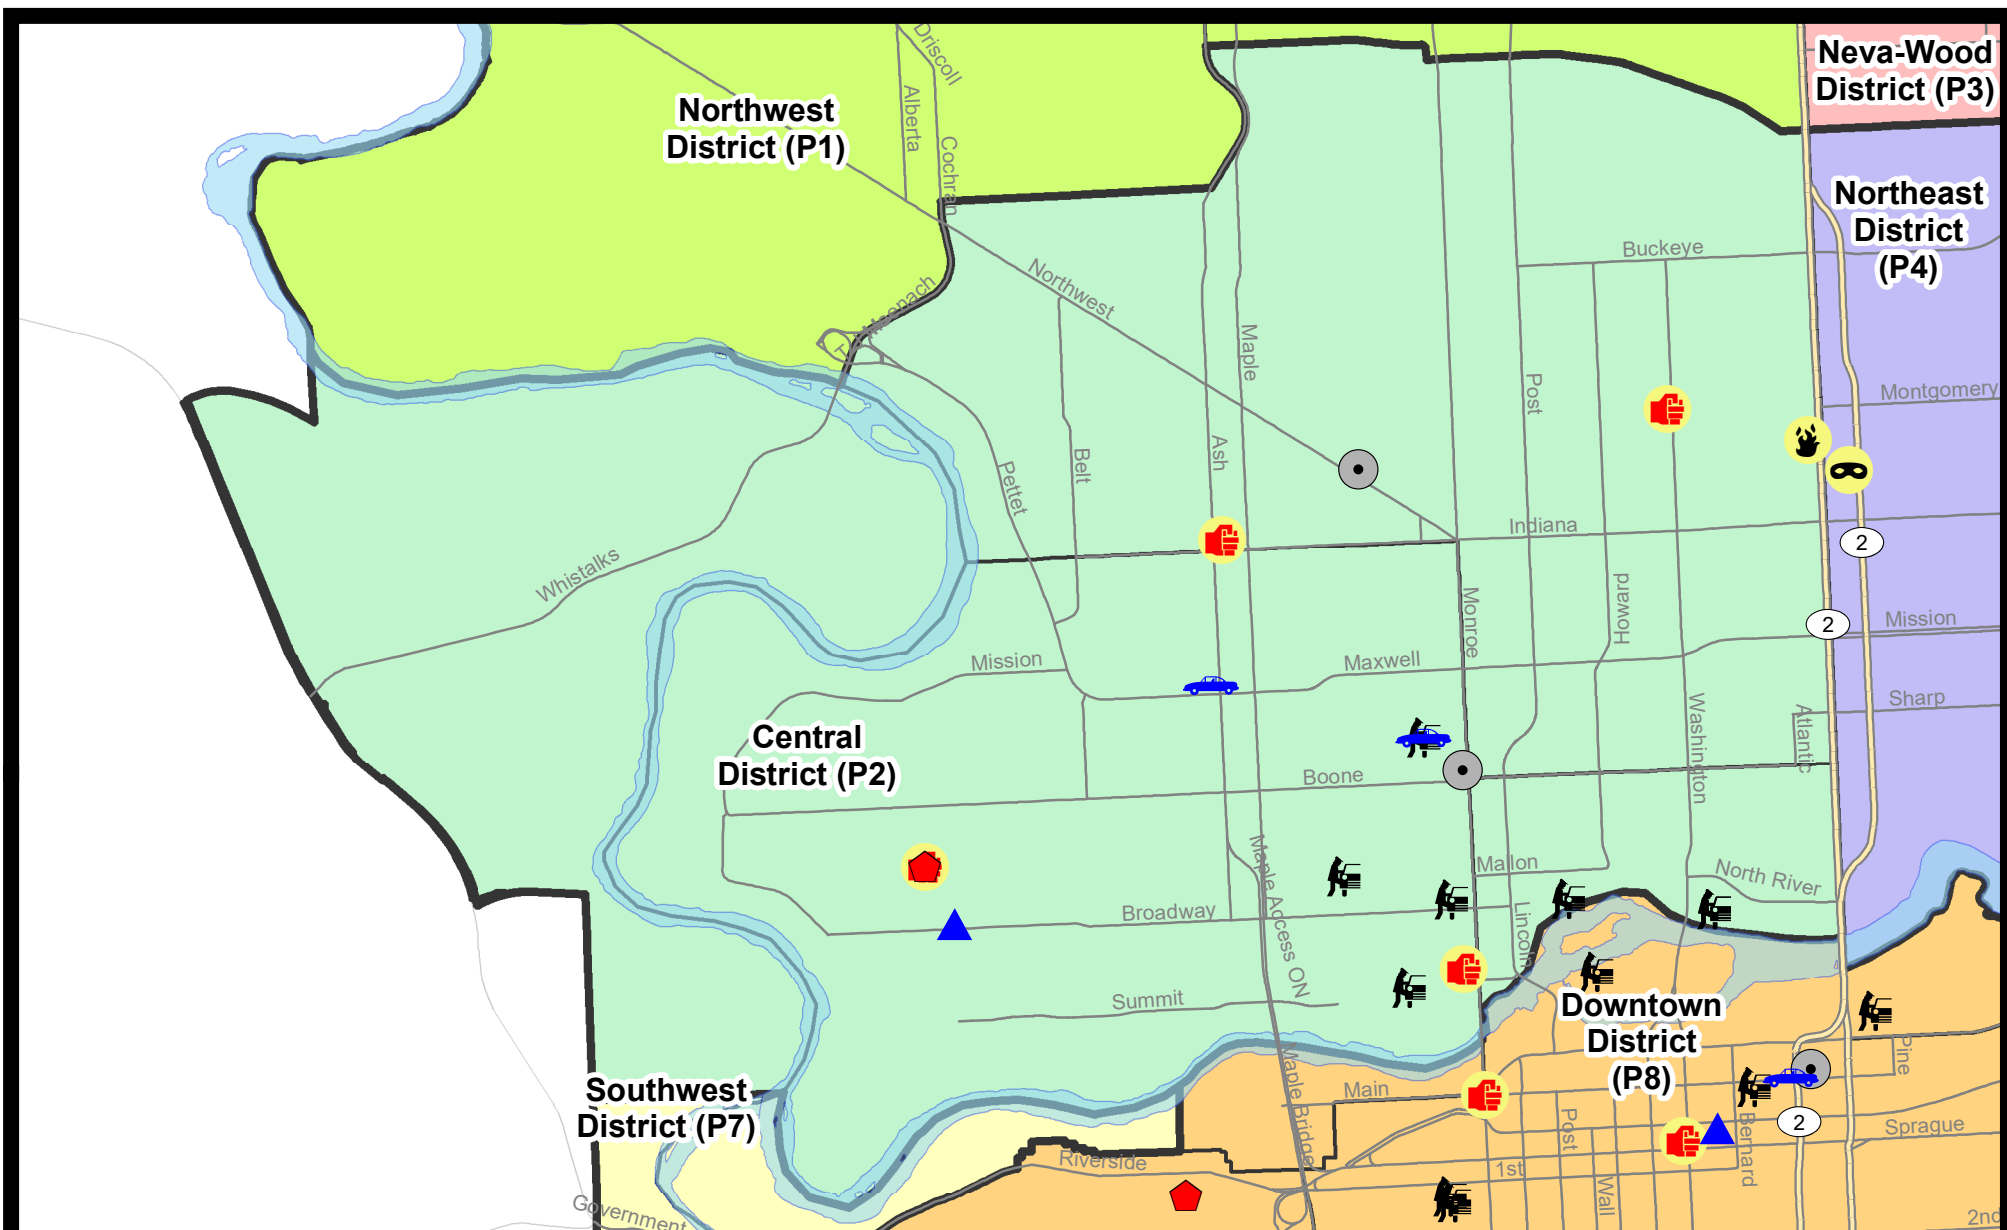 Neva-Wood
District (P3)
Driscoll
Northwest
District (P1)
Alberta
Cochran
Northeast
District
(P4)
Buckeye
Northwest
Maple
Montgomery
Post
Ash
Belt
Pettet
Indiana
2
Whistalks
Howard
Monroe
2
Mission
Mission
Maxwell
Sharp
Washington
Atlantic
Central
District (P2)
Boone
Mallon
North River
Maple Access ON
Broadway
Lincoln
Summit
Downtown
District
(P8)
Pine
Main
Maple Bridge
Southwest
District (P7)
2
Post
Bernard
Sprague
Riverside
1st
Wall
Government
2nd